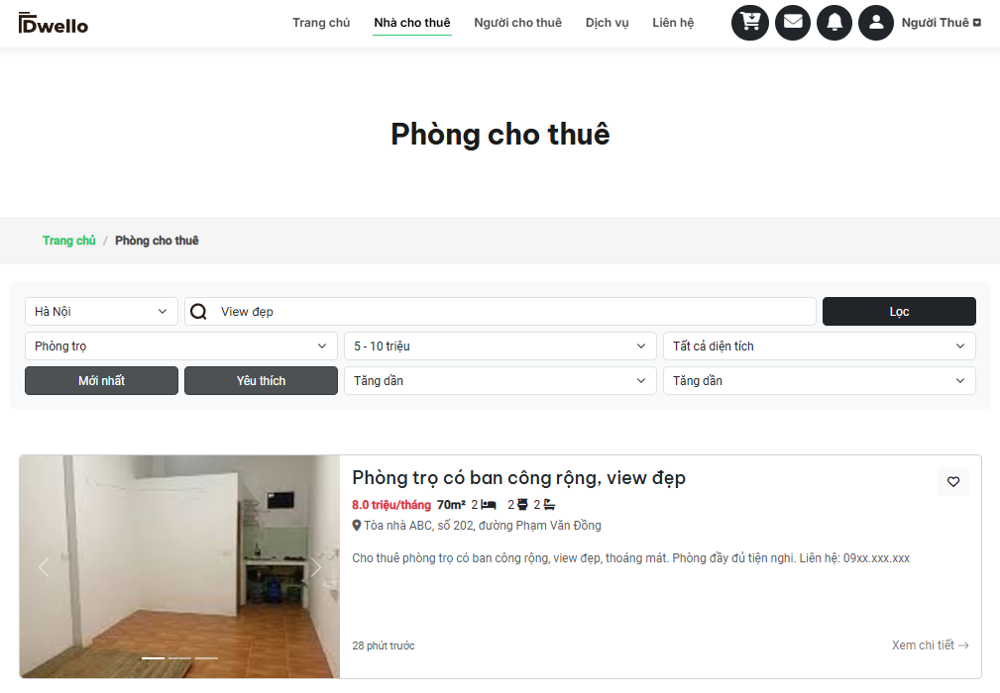 Dwello
Trang chủ Nhà cho thuê Người cho thuê Dịch vụ Liên hệ Người Thuê
Phòng cho thuê
Trang chủ / Phòng cho thuê
Hà Nội View đẹp Lọc
Phòng trọ 5 - 10 triệu Tất cả diện tích
Mới nhất Yêu thích Tăng dần Tăng dần
Phòng trọ có ban công rộng, view đẹp
8.0 triệu/tháng 70m² 2 2 2
Tòa nhà ABC, số 202, đường Phạm Văn Đồng
Cho thuê phòng trọ có ban công rộng, view đẹp, thoáng mát. Phòng đầy đủ tiện nghi. Liên hệ: 09xx.xxx.xxx
28 phút trước Xem chi tiết →